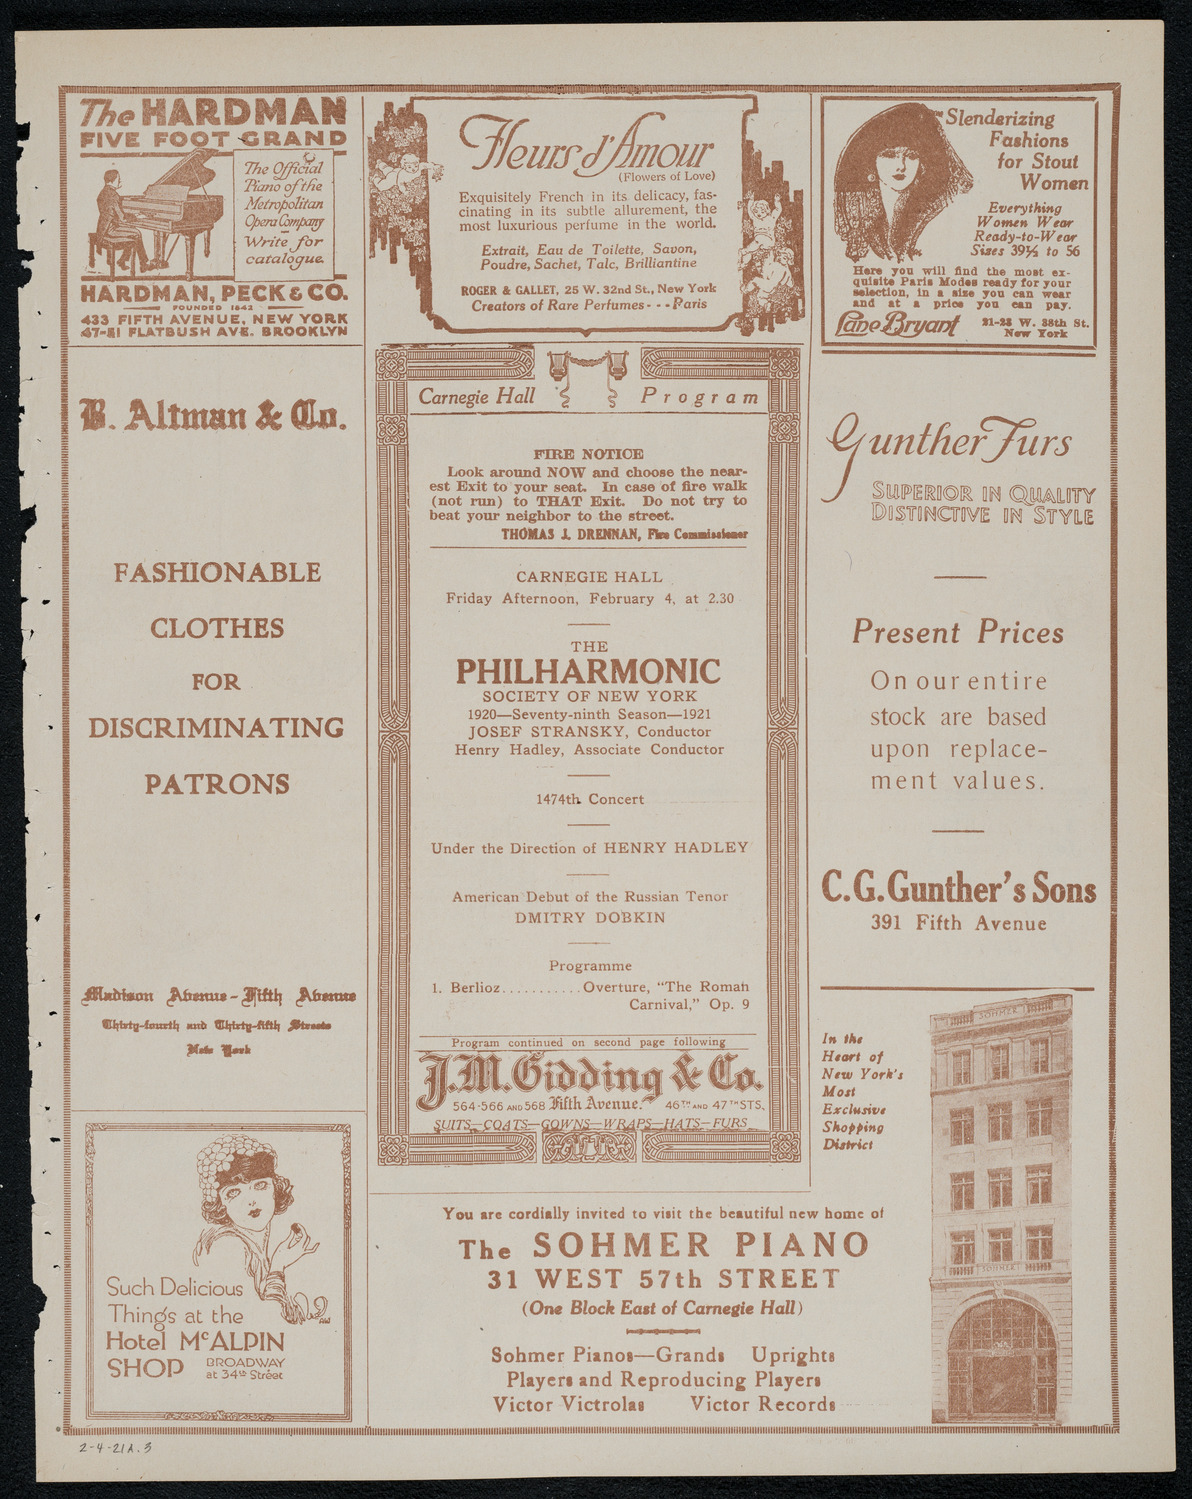 The HARDMAN
FIVE FOOT GRAND
The Official
Piano of the
Metropolitan
Opera Company
Write for
catalogue.
HARDMAN, PECK & CO.
FOUNDED 1842
433 FIFTH AVENUE, NEW YORK
47-51 FLATBUSH AVE. BROOKLYN
Fleurs d'Amour
(Flowers of Love)
Exquisitely French in its delicacy, fas-
cinating in its subtle allurement, the
most luxurious perfume in the world.
Extrait, Eau de Toilette, Savon,
Poudre, Sachet, Talc, Brilliantine
ROGER & GALLET, 25 W. 32nd St., New York
Creators of Rare Perfumes - - - Paris
Slenderizing
Fashions
for Stout
Women
Everything
Women Wear
Ready-to-Wear
Sizes 39½ to 56
Here you will find the most ex-
quisite Paris Modes ready for your
selection, in a size you can wear
and at a price you can pay.
Lane Bryant
21-23 W. 38th St.
New York
B. Altman & Co.
FASHIONABLE
CLOTHES
FOR
DISCRIMINATING
PATRONS
Madison Avenue - Fifth Avenue
Thirty-fourth and Thirty-fifth Streets
New York
Such Delicious
Things at the
Hotel McALPIN
SHOP
BROADWAY
at 34th Street
Carnegie Hall Program
FIRE NOTICE
Look around NOW and choose the near-
est Exit to your seat. In case of fire walk
(not run) to THAT Exit. Do not try to
beat your neighbor to the street.
THOMAS J. DRENNAN, Fire Commissioner
CARNEGIE HALL
Friday Afternoon, February 4, at 2.30
THE
PHILHARMONIC
SOCIETY OF NEW YORK
1920—Seventy-ninth Season—1921
JOSEF STRANSKY, Conductor
Henry Hadley, Associate Conductor
1474th Concert
Under the Direction of HENRY HADLEY
American Debut of the Russian Tenor
DMITRY DOBKIN
Programme
1. Berlioz...........Overture, "The Roman
Carnival," Op. 9
Program continued on second page following
J.M. Gidding & Co.
564-566 AND 568 Fifth Avenue. 46TH AND 47TH STS.
SUITS—COATS—GOWNS—WRAPS—HATS—FURS
Gunther Furs
SUPERIOR IN QUALITY
DISTINCTIVE IN STYLE
Present Prices
On our entire
stock are based
upon replace-
ment values.
C.G. Gunther's Sons
391 Fifth Avenue
In the
Heart of
New York's
Most
Exclusive
Shopping
District
SOHMER
SOHMER
You are cordially invited to visit the beautiful new home of
The SOHMER PIANO
31 WEST 57th STREET
(One Block East of Carnegie Hall)
Sohmer Pianos—Grands Uprights
Players and Reproducing Players
Victor Victrolas Victor Records
2-4-21A.3